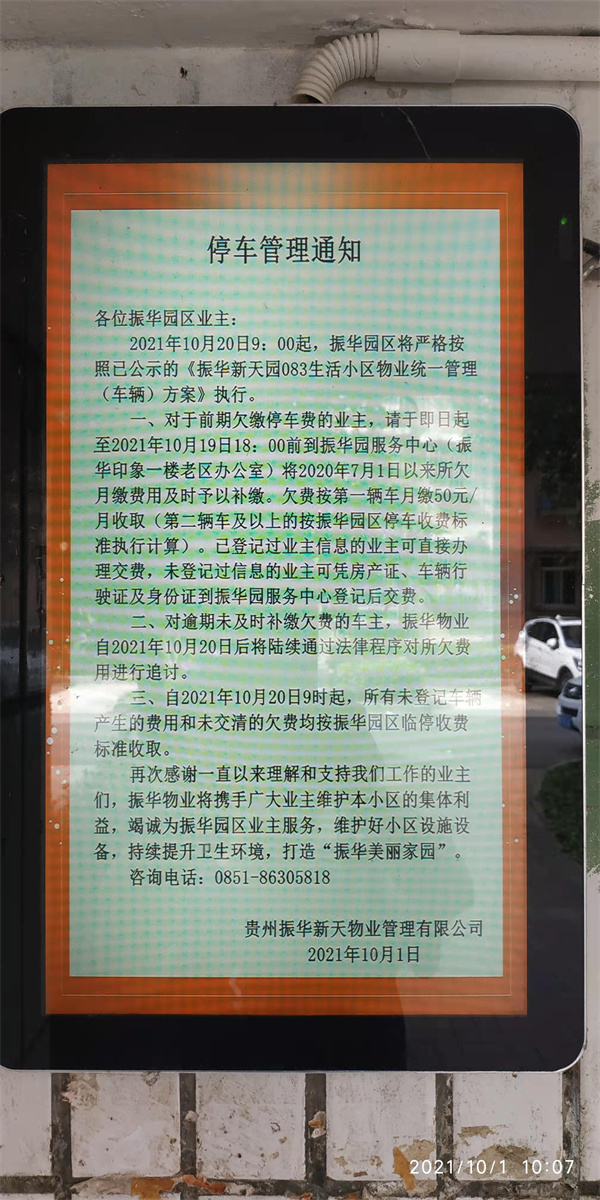 停车管理通知
各位振华园区业主：
2021年10月20日9：00起，振华园区将严格按
照已公示的《振华新天园083生活小区物业统一管理
（车辆）方案》执行。
一、对于前期欠缴停车费的业主，请于即日起
至2021年10月19日18：00前到振华园服务中心（振
华印象一楼老区办公室）将2020年7月1日以来所欠
月缴费用及时予以补缴。欠费按第一辆车月缴50元/
月收取（第二辆车及以上的按振华园区停车收费标
准执行计算）。已登记过业主信息的业主可直接办
理交费，未登记过信息的业主可凭房产证、车辆行
驶证及身份证到振华园服务中心登记后交费。
二、对逾期未及时补缴欠费的车主，振华物业
自2021年10月20日后将陆续通过法律程序对所欠费
用进行追讨。
三、自2021年10月20日9时起，所有未登记车辆
产生的费用和未交清的欠费均按振华园区临停收费
标准收取。
再次感谢一直以来理解和支持我们工作的业主
们，振华物业将携手广大业主维护本小区的集体利
益，竭诚为振华园区业主服务，维护好小区设施设
备，持续提升卫生环境，打造“振华美丽家园”。
咨询电话：0851-86305818
贵州振华新天物业管理有限公司
2021年10月1日
2021/10/1 10:07